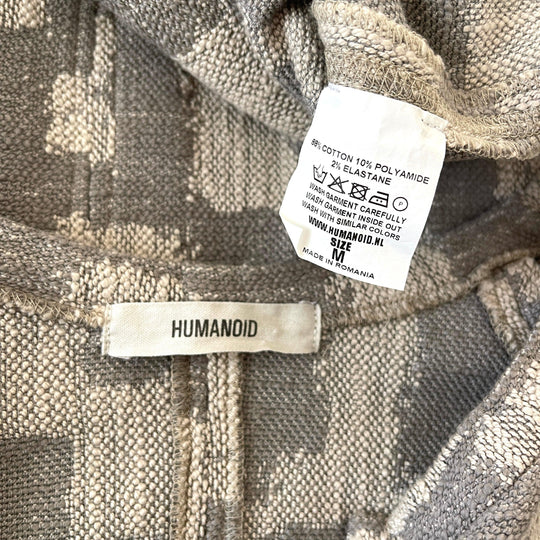 88% COTTON 10% POLYAMIDE
2% ELASTANE
P
WASH GARMENT CAREFULLY
WASH GARMENT INSIDE OUT
WASH WITH SIMILAR COLORS
WWW.HUMANOID.NL
SIZE
M
MADE IN ROMANIA
HUMANOID